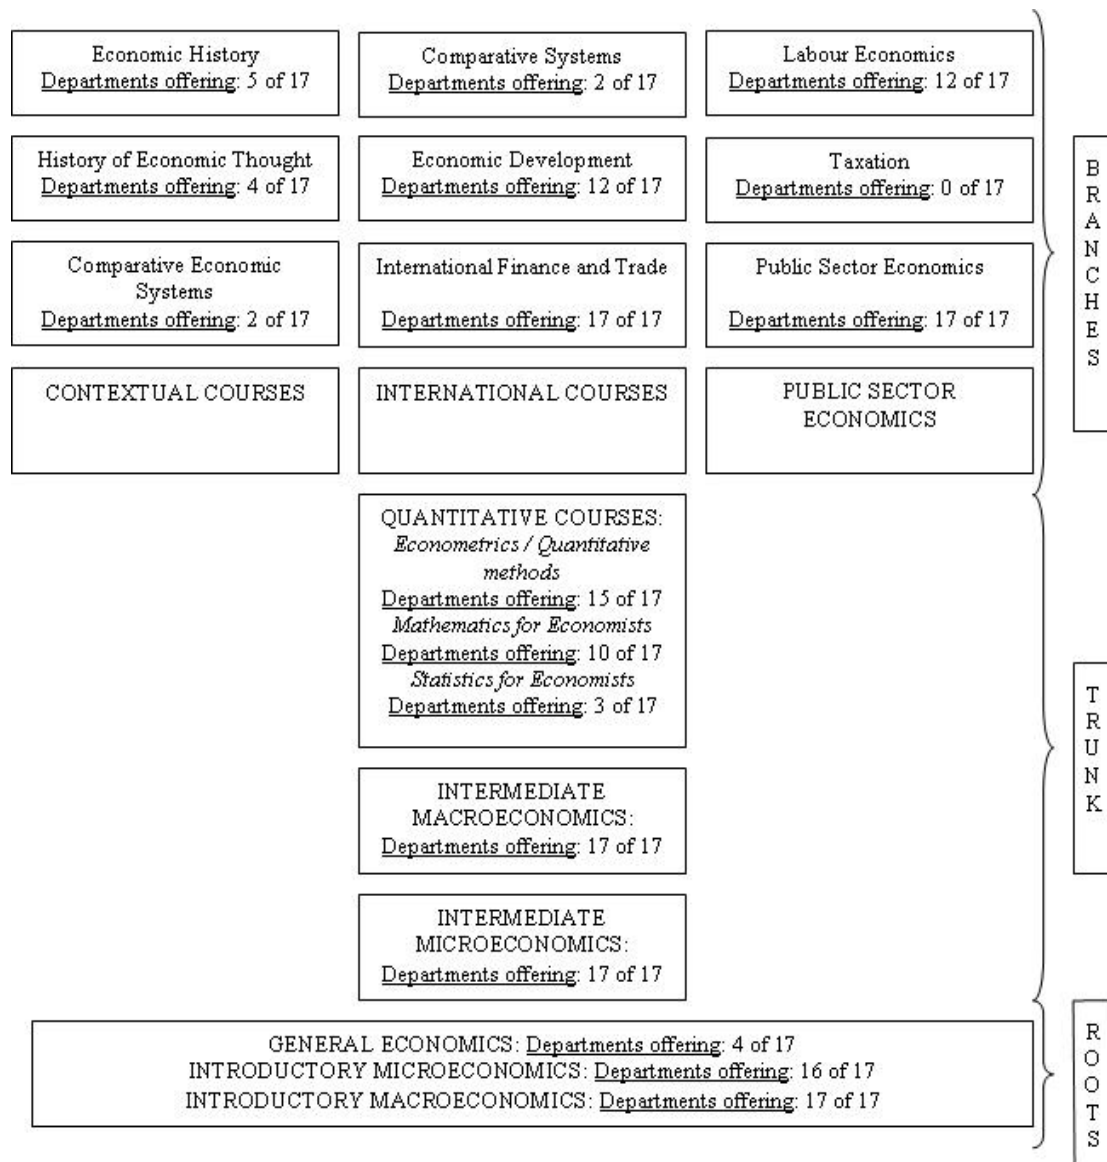 Economic History
Departments offering: 5 of 17
Comparative Systems
Departments offering: 2 of 17
Labour Economics
Departments offering: 12 of 17
History of Economic Thought
Departments offering: 4 of 17
Economic Development
Departments offering: 12 of 17
Taxation
Departments offering: 0 of 17
Comparative Economic
Systems
Departments offering: 2 of 17
International Finance and Trade
Departments offering: 17 of 17
Public Sector Economics
Departments offering: 17 of 17
CONTEXTUAL COURSES
INTERNATIONAL COURSES
PUBLIC SECTOR
ECONOMICS
BRANCHES
QUANTITATIVE COURSES:
Econometrics / Quantitative
methods
Departments offering: 15 of 17
Mathematics for Economists
Departments offering: 10 of 17
Statistics for Economists
Departments offering: 3 of 17
INTERMEDIATE
MACROECONOMICS:
Departments offering: 17 of 17
INTERMEDIATE
MICROECONOMICS:
Departments offering: 17 of 17
TRUNK
GENERAL ECONOMICS: Departments offering: 4 of 17
INTRODUCTORY MICROECONOMICS: Departments offering: 16 of 17
INTRODUCTORY MACROECONOMICS: Departments offering: 17 of 17
ROOTS